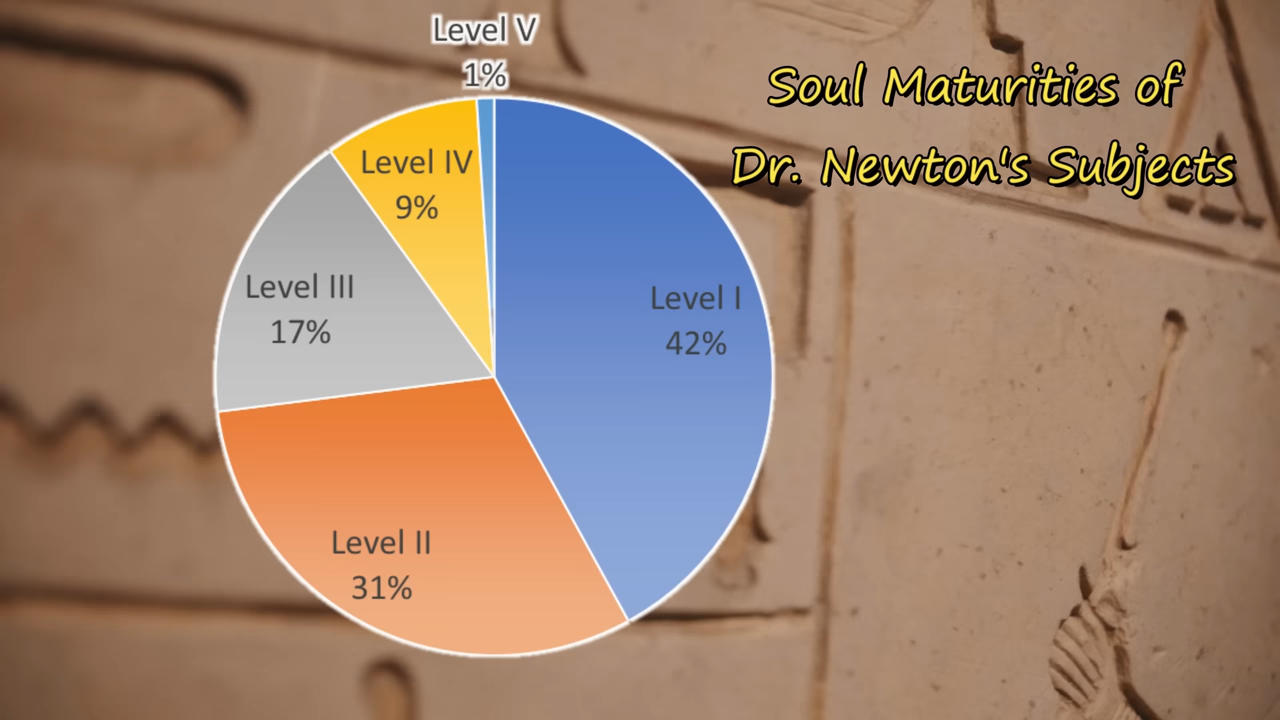 Soul Maturities of
Dr. Newton's Subjects
Level V
1%
Level IV
9%
Level III
17%
Level I
42%
Level II
31%